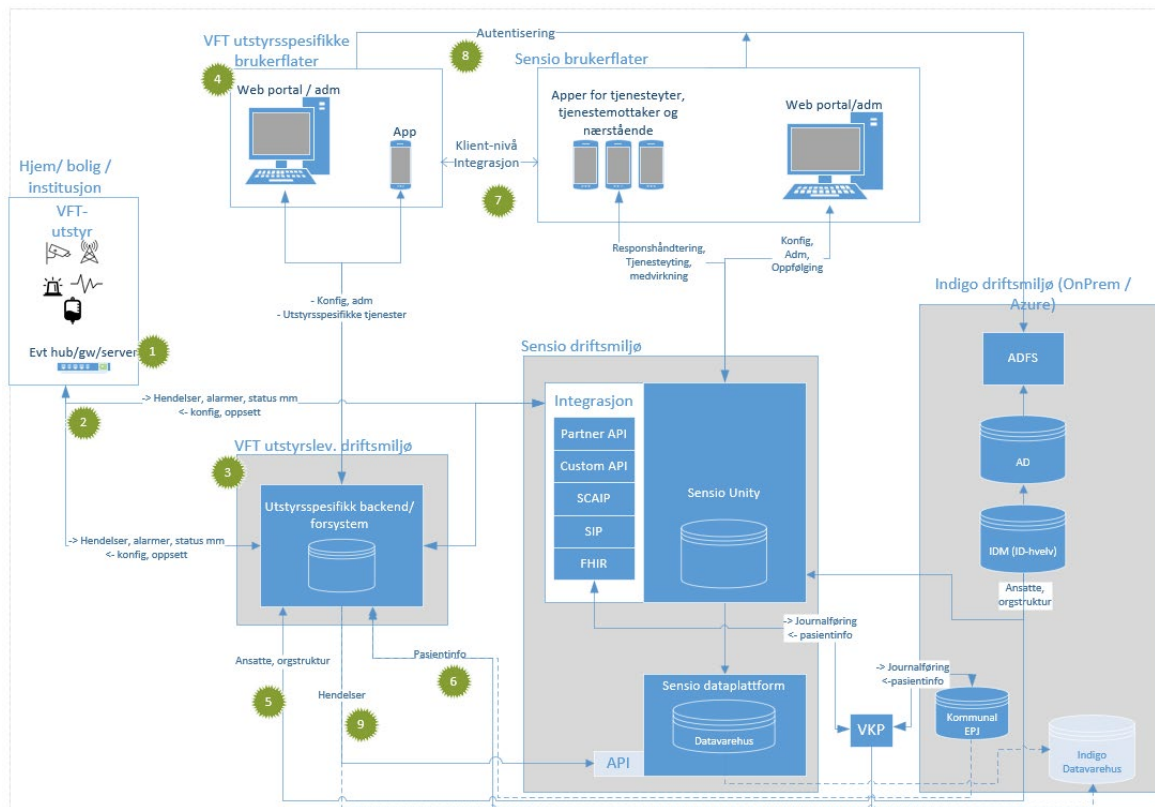 VFT utstyrsspesifikke
brukerflater
4
Web portal / adm
App
Autentisering
8
Sensio brukerflater
Apper for tjenesteyter,
tjenestemottaker og
nærstående
Web portal/adm
Klient-nivå
Integrasjon
7
Hjem/ bolig /
institusjon
VFT-
utstyr
Evt hub/gw/server
1
Responshåndtering,
Tjenesteyting,
medvirkning
Konfig,
Adm,
Oppfølging
- Konfig, adm
- Utstyrsspesifikke tjenester
2
-> Hendelser, alarmer, status mm
<- konfig, oppsett
3
VFT utstyrslev. driftsmiljø
Utstyrsspesifikk backend/
forsystem
-> Hendelser, alarmer, status mm
<- konfig, oppsett
Sensio driftsmiljø
Integrasjon
Partner API
Custom API
SCAIP
SIP
FHIR
Sensio Unity
Indigo driftsmiljø (OnPrem /
Azure)
ADFS
AD
IDM (ID-hvelv)
Ansatte,
orgstruktur
-> Journalføring
<- pasientinfo
-> Journalføring
<-pasientinfo
Ansatte, orgstruktur
5
Hendelser
9
Pasientinfo
6
Sensio dataplattform
Datavarehus
API
VKP
Kommunal
EPJ
Indigo
Datavarehus